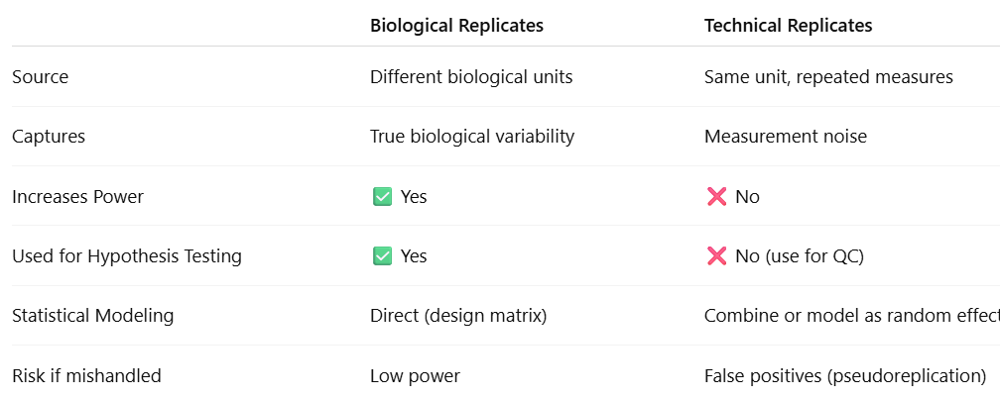 Biological Replicates Technical Replicates
Source Different biological units Same unit, repeated measures
Captures True biological variability Measurement noise
Increases Power ✅ Yes ❌ No
Used for Hypothesis Testing ✅ Yes ❌ No (use for QC)
Statistical Modeling Direct (design matrix) Combine or model as random effect
Risk if mishandled Low power False positives (pseudoreplication)